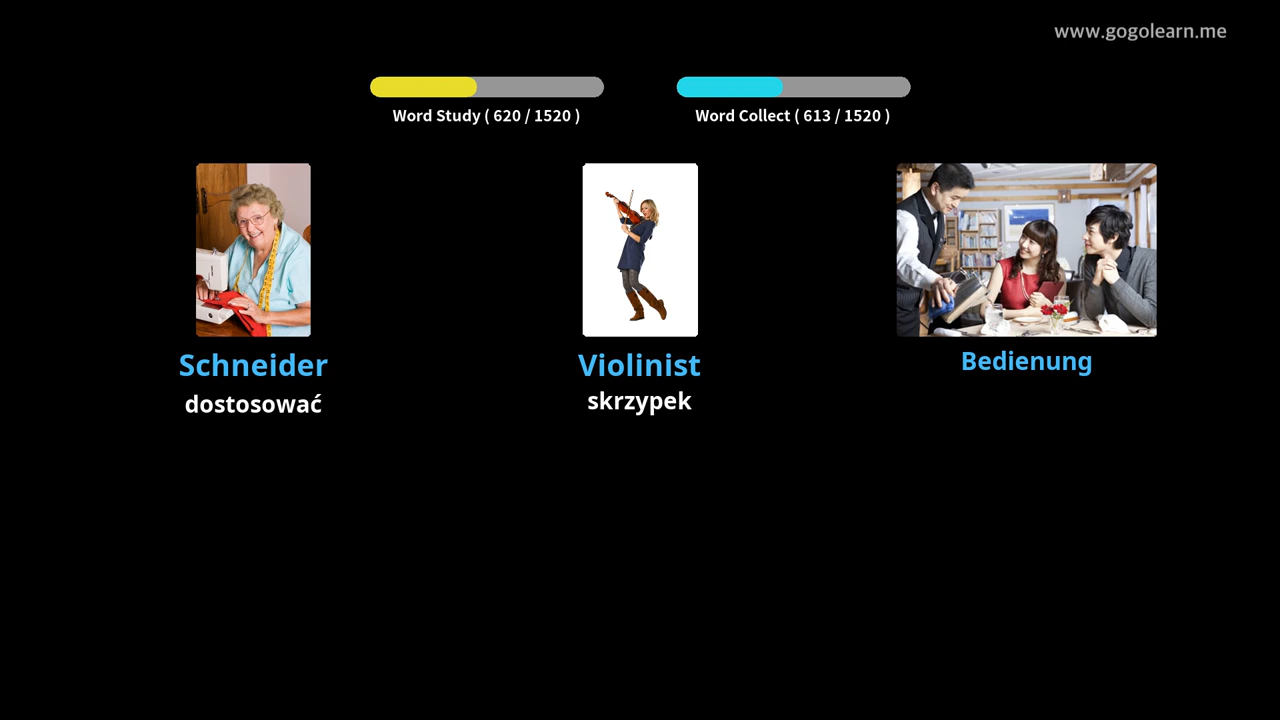 www.gogolearn.me
Word Study ( 620 / 1520 )
Word Collect ( 613 / 1520 )
Schneider
dostosować
Violinist
skrzypek
Bedienung